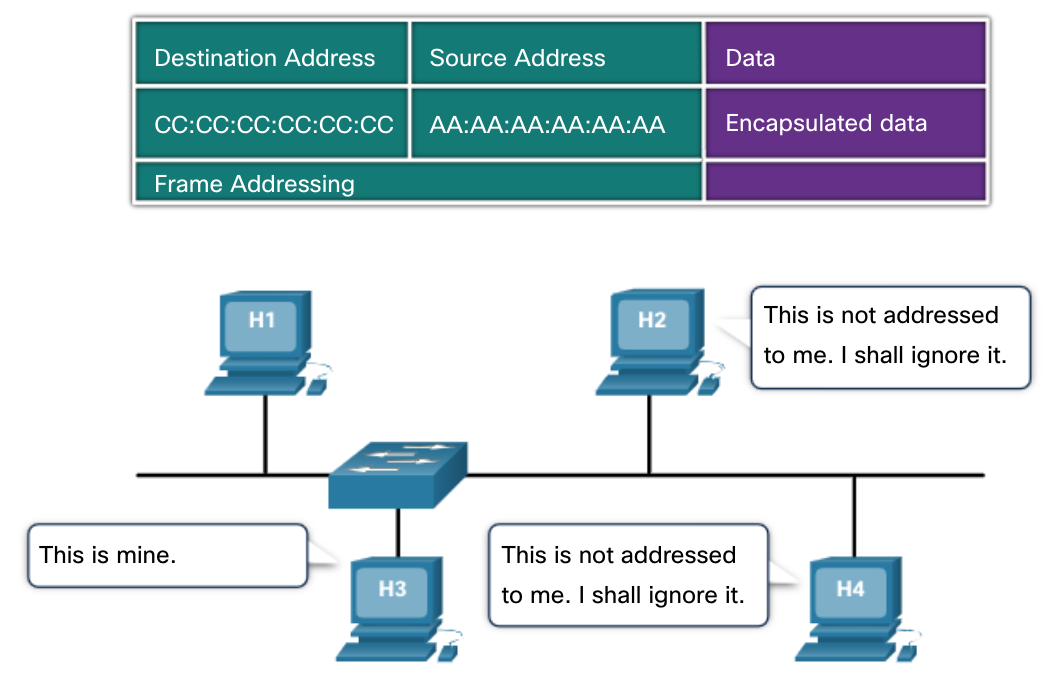 Destination Address Source Address Data
CC:CC:CC:CC:CC:CC AA:AA:AA:AA:AA:AA Encapsulated data
Frame Addressing
H1
H2
This is not addressed
to me. I shall ignore it.
This is mine.
H3
This is not addressed
to me. I shall ignore it.
H4